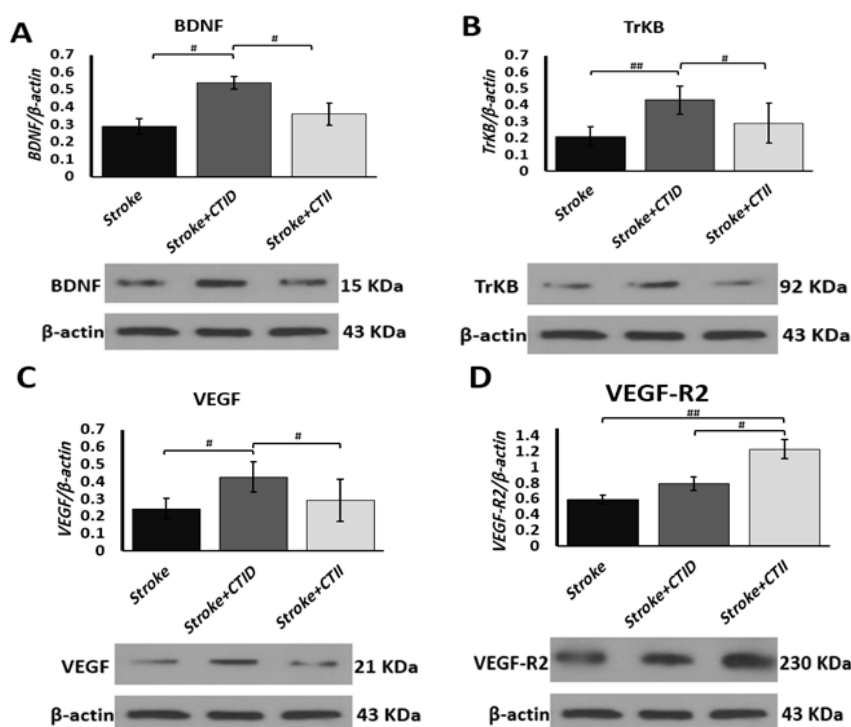 A
BDNF
#
#
BDNF/β-actin
0.7
0.6
0.5
0.4
0.3
0.2
0.1
0
Stroke
Stroke+CTID
Stroke+CTII
BDNF
15 KDa
β-actin
43 KDa
B
TrKB
##
#
TrKB/β-actin
0.7
0.6
0.5
0.4
0.3
0.2
0.1
0
Stroke
Stroke+CTID
Stroke+CTII
TrKB
92 KDa
β-actin
43 KDa
C
VEGF
#
#
VEGF/β-actin
0.7
0.6
0.5
0.4
0.3
0.2
0.1
0
Stroke
Stroke+CTID
Stroke+CTII
VEGF
21 KDa
β-actin
43 KDa
D
VEGF-R2
##
#
VEGF-R2/β-actin
1.4
1.2
1
0.8
0.6
0.4
0.2
0
Stroke
Stroke+CTID
Stroke+CTII
VEGF-R2
230 KDa
β-actin
43 KDa